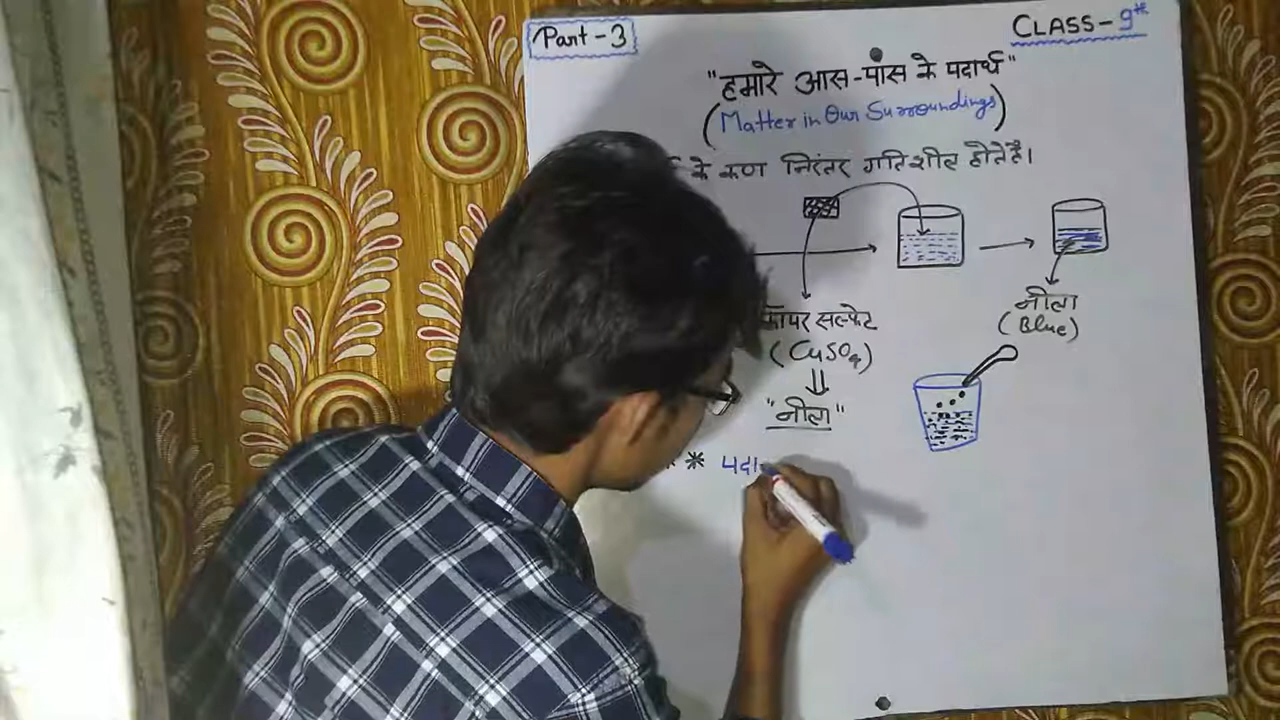 Part-3
CLASS-9th
"हमारे आस-पास के पदार्थ"
(Matter in Our Surroundings)
के कण निरंतर गतिशील होते है।
कॉपर सल्फेट
(CuSO4)
"नीला"
नीला
(Blue)
* * पदा